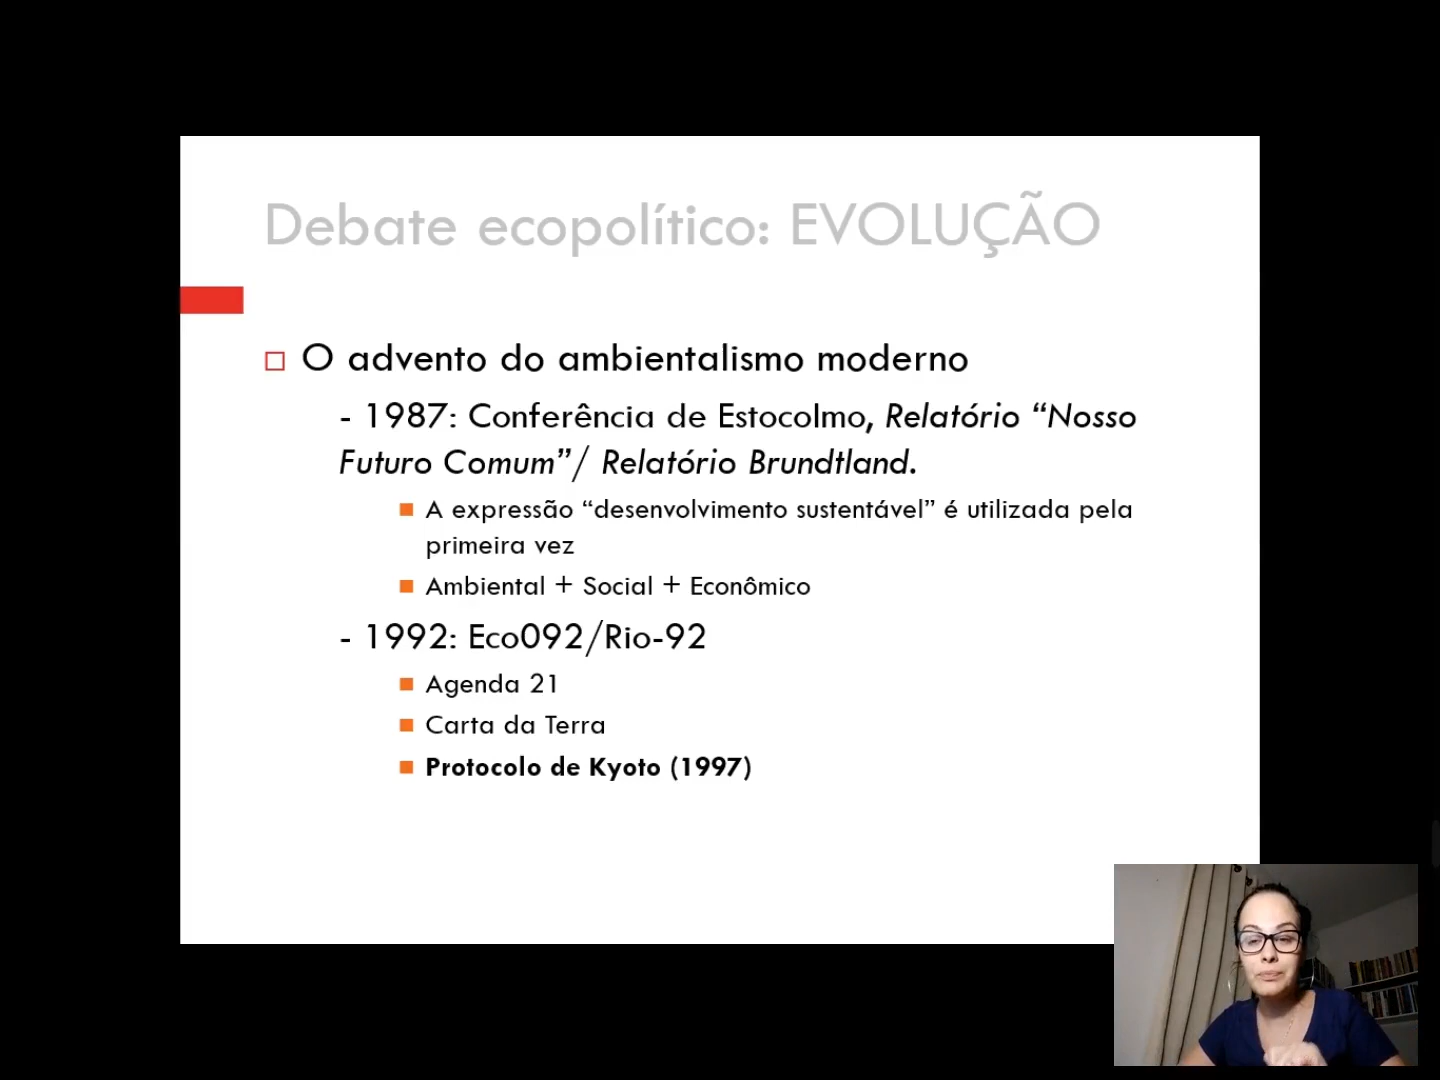 Debate ecopolítico: EVOLUÇÃO
O advento do ambientalismo moderno
- 1987: Conferência de Estocolmo, Relatório “Nosso
Futuro Comum”/ Relatório Brundtland.
A expressão “desenvolvimento sustentável” é utilizada pela
primeira vez
Ambiental + Social + Econômico
- 1992: Eco092/Rio-92
Agenda 21
Carta da Terra
Protocolo de Kyoto (1997)